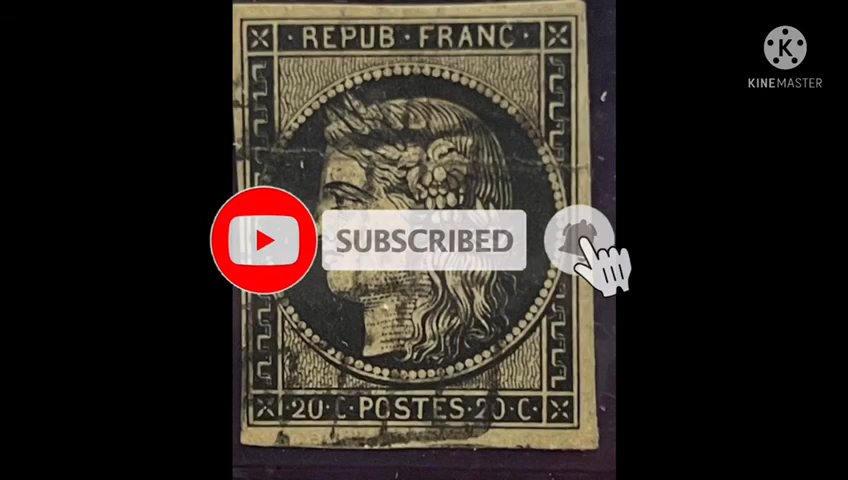 · REPUB · FRANC ·
K
KINEMASTER
SUBSCRIBED
· 20 · C · POSTES · 20 · C ·